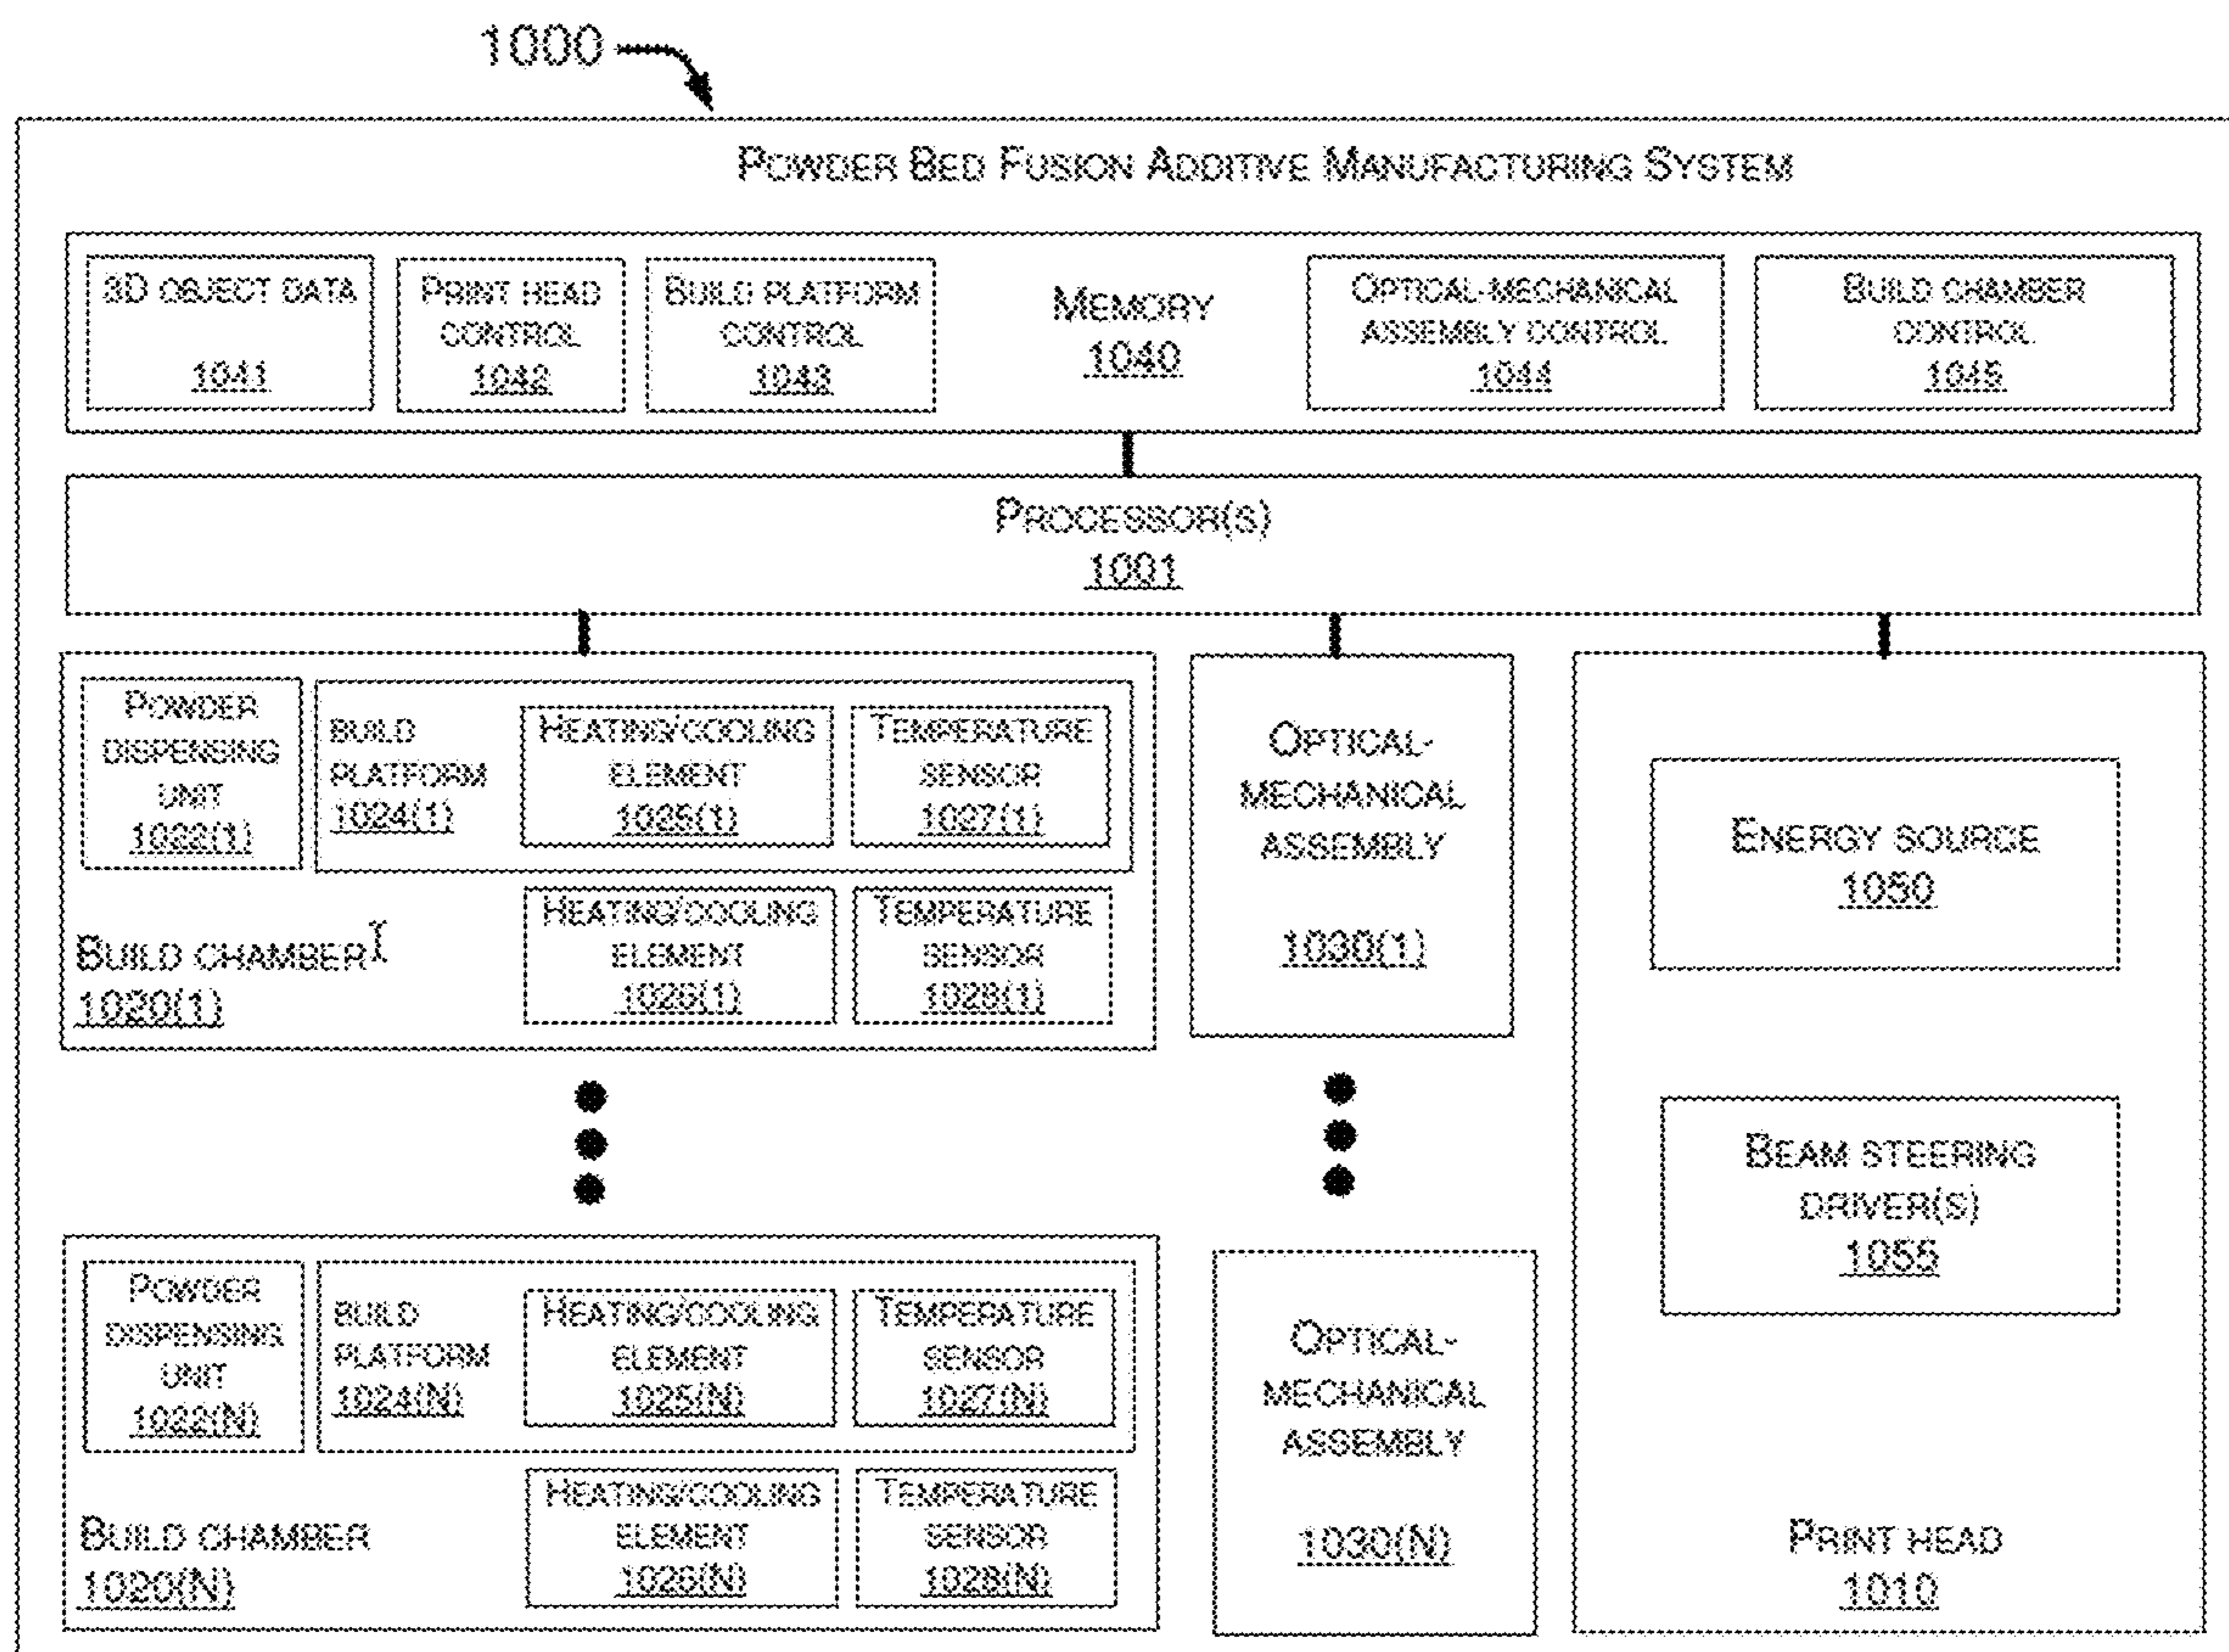 1000
POWDER BED FUSION ADDITIVE MANUFACTURING SYSTEM
3D OBJECT DATA
1041
PRINT HEAD
CONTROL
1042
BUILD PLATFORM
CONTROL
1043
MEMORY
1040
OPTICAL-MECHANICAL
ASSEMBLY CONTROL
1044
BUILD CHAMBER
CONTROL
1045
PROCESSOR(S)
1001
POWDER
DISPENSING
UNIT
1022(1)
BUILD
PLATFORM
1024(1)
HEATING/COOLING
ELEMENT
1025(1)
TEMPERATURE
SENSOR
1027(1)
HEATING/COOLING
ELEMENT
1026(1)
TEMPERATURE
SENSOR
1028(1)
BUILD CHAMBER
1020(1)
OPTICAL-
MECHANICAL
ASSEMBLY
1030(1)
ENERGY SOURCE
1050
BEAM STEERING
DRIVER(S)
1055
POWDER
DISPENSING
UNIT
1022(N)
BUILD
PLATFORM
1024(N)
HEATING/COOLING
ELEMENT
1025(N)
TEMPERATURE
SENSOR
1027(N)
HEATING/COOLING
ELEMENT
1026(N)
TEMPERATURE
SENSOR
1028(N)
BUILD CHAMBER
1020(N)
OPTICAL-
MECHANICAL
ASSEMBLY
1030(N)
PRINT HEAD
1010